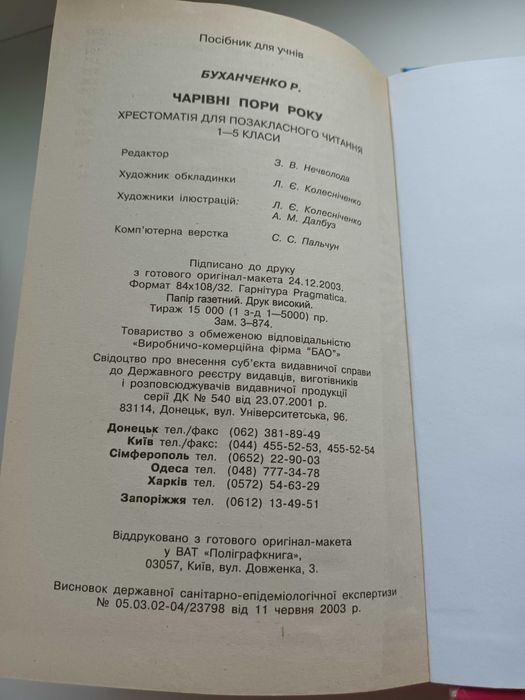 Посібник для учнів
БУХАНЧЕНКО Р.
ЧАРІВНІ ПОРИ РОКУ
ХРЕСТОМАТІЯ ДЛЯ ПОЗАКЛАСНОГО ЧИТАННЯ
1—5 КЛАСИ
Редактор З. В. Нечволода
Художник обкладинки Л. Є. Колесніченко
Художники ілюстрацій: Л. Є. Колесніченко
А. М. Далбуз
Комп'ютерна верстка С. С. Пальчун
Підписано до друку
з готового оригінал-макета 24.12.2003.
Формат 84x108/32. Гарнітура Pragmatica.
Папір газетний. Друк високий.
Тираж 15 000 (1 з-д 1—5000) пр.
Зам. 3–874.
Товариство з обмеженою відповідальністю
«Виробничо-комерційна фірма "БАО"»
Свідоцтво про внесення суб'єкта видавничої справи
до Державного реєстру видавців, виготівників
і розповсюджувачів видавничої продукції
серії ДК № 540 від 23.07.2001 р.
83114, Донецьк, вул. Університетська, 96.
Донецьк тел./факс (062) 381-89-49
Київ тел./факс: (044) 455-52-53, 455-52-54
Сімферополь тел. (0652) 22-90-03
Одеса тел. (048) 777-34-78
Харків тел. (0572) 54-63-29
Запоріжжя тел. (0612) 13-49-51
Віддруковано з готового оригінал-макета
у ВАТ «Поліграфкнига»,
03057, Київ, вул. Довженка, 3.
Висновок державної санітарно-епідеміологічної експертизи
№ 05.03.02-04/23798 від 11 червня 2003 р.